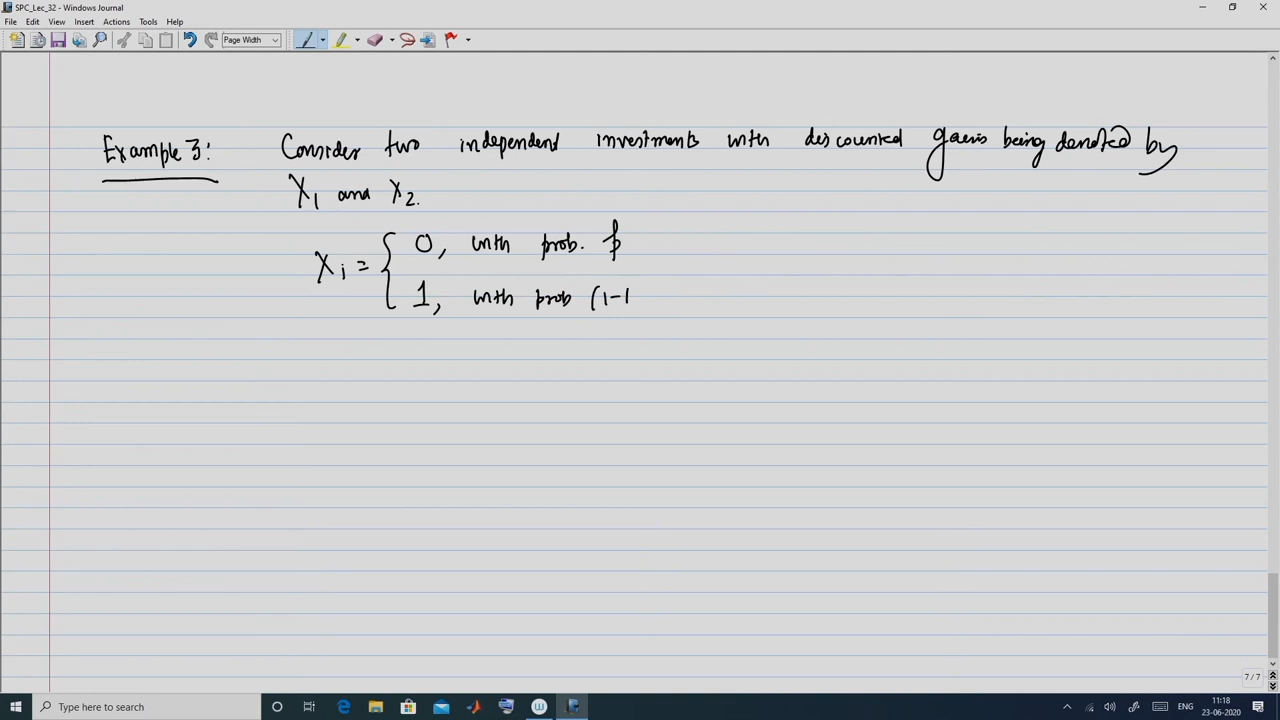 SPC_Lec_32 - Windows Journal
File Edit View Insert Actions Tools Help
Page Width
Example 3: Consider two independent investments with discounted gains being denoted by
X1 and X2.
Xi = { 0, with prob. p
1, with prob (1-1
7 / 7
Type here to search
ENG
11:18
23-06-2020